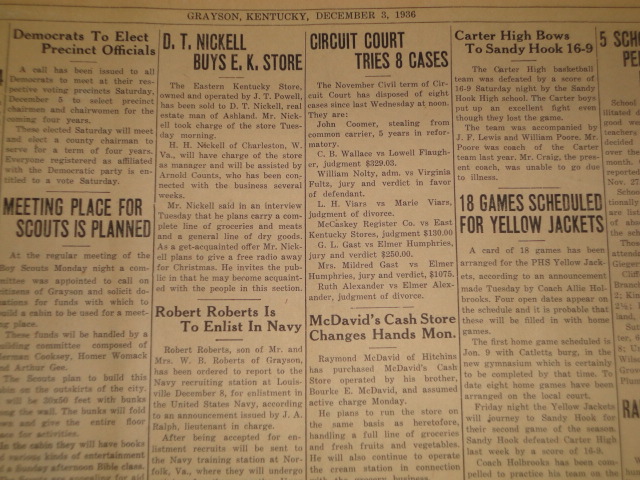 GRAYSON, KENTUCKY, DECEMBER 3, 1936
Democrats To Elect
Precinct Officials
A call has been issued to all
Democrats to meet at their res-
pective voting precincts Saturday,
December 5 to select precinct
chairmen and chairwomen for the
coming four years.
These elected Saturday will meet
and elect a county chairman to
serve for a term of four years.
Everyone registered as affiliated
with the Democratic party is en-
titled to a vote Saturday.
MEETING PLACE FOR
SCOUTS IS PLANNED
At the regular meeting of the
Boy Scouts Monday night a com-
mittee was appointed to call on
citizens of Grayson and solicit do-
nations for funds with which to
build a cabin to be used for a meet-
ing place.
These funds will be handled by a
building committee composed of
Herman Cooksey, Homer Womack
and Arthur Gee.
The Scouts plan to build this
on the outskirts of the city.
will be 20x50 feet with bunks
along the wall. The bunks will fold
down and give the entire floor
space for activities.
In the cabin they will have books
various kinds of entertainment
a Sunday afternoon Bible class.
D. T. NICKELL
BUYS E. K. STORE
The Eastern Kentucky Store,
owned and operated by J. T. Powell,
has been sold to D. T. Nickell, real
estate man of Ashland. Mr. Nick-
ell took charge of the store Tues-
day morning.
H. H. Nickell of Charleston, W.
Va., will have charge of the store
as manager and will be assisted by
Arnold Counts, who has been con-
nected with the business several
weeks.
Mr. Nickell said in an interview
Tuesday that he plans to carry a com-
plete line of groceries and meats
and a general line of dry goods.
As a get-acquainted offer Mr. Nick-
ell plans to give a free radio away
for Christmas. He invites the pub-
lic in that he may become acquaint-
ed with the people in this section.
Robert Roberts Is
To Enlist In Navy
Robert Roberts, son of Mr. and
Mrs. W. B. Roberts of Grayson,
has been ordered to report to the
Navy recruiting station at Louis-
ville December 8, for enlistment in
the United States Navy, according
to an announcement issued by J. A.
Ralph, lieutenant in charge.
After being accepted for en-
listment recruits will be sent to
the Navy training station at Nor-
folk, Va., where they will undergo
CIRCUIT COURT
TRIES 8 CASES
The November Civil term of Cir-
cuit Court has disposed of eight
cases since last Wednesday at noon.
They are:
John Coomer, stealing from
common carrier, 5 years in refor-
matory.
C. B. Wallace vs Lowell Flaugh-
er, judgment $329.03.
William Nolty, adm. vs Virginia
Fultz, jury and verdict in favor
of defendant.
L. H. Viars vs Marie Viars,
judgment of divorce.
McCaskey Register Co. vs East
Kentucky Stores, judgment $130.00
G. L. Gast vs Elmer Humphries,
jury and verdict $250.00.
Mrs. Mildred Gast vs Elmer
Humphries, jury and verdict, $1075.
Ruth Alexander vs Elmer Alex-
ander, judgment of divorce.
McDavid's Cash Store
Changes Hands Mon.
Raymond McDavid of Hitchins
has purchased McDavid's Cash
Store operated by his brother,
Bourke E. McDavid, and assumed
active charge Monday.
He plans to run the store on
the same basis as heretofore,
handling a full line of groceries
and fresh fruits and vegetables.
He will also continue to operate
the cream station in connection
Carter High Bows
To Sandy Hook 16-9
The Carter High basketball
team was defeated by a score of
16-9 Saturday night by the Sandy
Hook High School. The Carter boys
put up an excellent fight even
though they lost the game.
The team was accompanied by
J. F. Lewis and William Poore. Mr.
Poore was coach of the Carter
team last year. Mr. Craig, the pres-
ent coach, was unable to go due
to illness.
18 GAMES SCHEDULED
FOR YELLOW JACKETS
A card of 18 games has been
arranged for the PHS Yellow Jack-
ets, according to an announcement
made Tuesday by Coach Allie Hol-
brooks. Four open dates appear on
the schedule and it is probable that
these will be filled in with home
games.
The first home game is scheduled
Jan. 9 with Catletts burg, in the
new gymnasium which is certainly
to be completed by that time. To
date eight home games have been
arranged on the local court.
Friday night the Yellow Jackets
will journey to Sandy Hook for
their second game of the season.
Sandy Hook defeated Carter High
last week by a score of 16-9.
Coach Holbrooks has been com-
pelled to practice his team on the
5